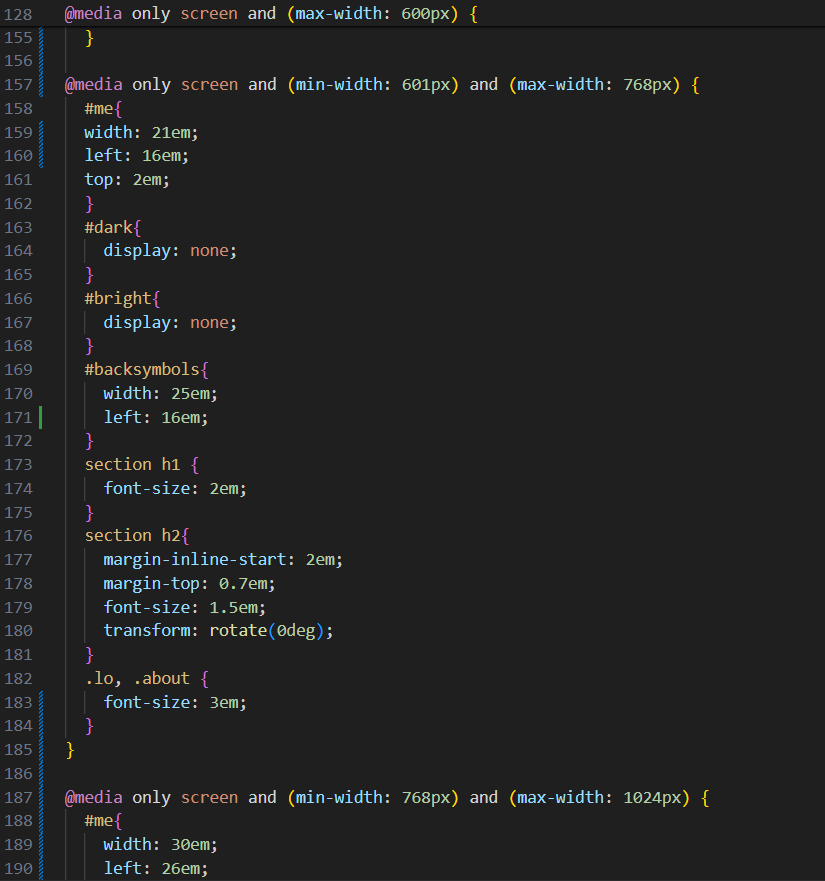 128 @media only screen and (max-width: 600px) {
155 }
156
157 @media only screen and (min-width: 601px) and (max-width: 768px) {
158 #me{
159 width: 21em;
160 left: 16em;
161 top: 2em;
162 }
163 #dark{
164 display: none;
165 }
166 #bright{
167 display: none;
168 }
169 #backsymbols{
170 width: 25em;
171 left: 16em;
172 }
173 section h1 {
174 font-size: 2em;
175 }
176 section h2{
177 margin-inline-start: 2em;
178 margin-top: 0.7em;
179 font-size: 1.5em;
180 transform: rotate(0deg);
181 }
182 .lo, .about {
183 font-size: 3em;
184 }
185 }
186
187 @media only screen and (min-width: 768px) and (max-width: 1024px) {
188 #me{
189 width: 30em;
190 left: 26em;